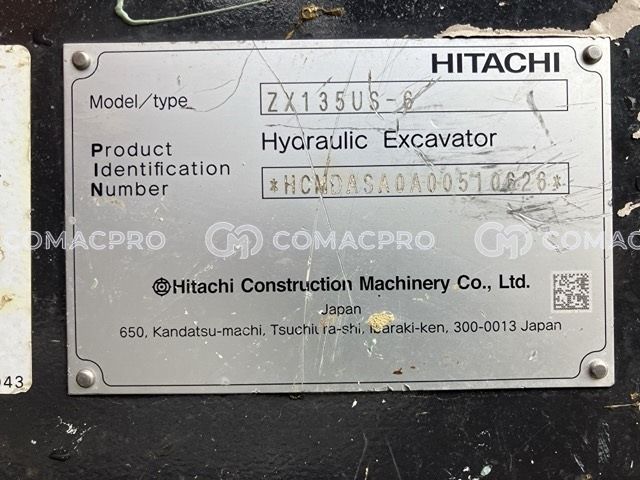 HITACHI
Model/type ZX135US-6
Hydraulic Excavator
Product
Identification
Number
*HCMDASA0A00510626*
COMACPRO COMACPRO COMACPRO
Hitachi Construction Machinery Co., Ltd.
Japan
650, Kandatsu-machi, Tsuchiura-shi, Ibaraki-ken, 300-0013 Japan
043